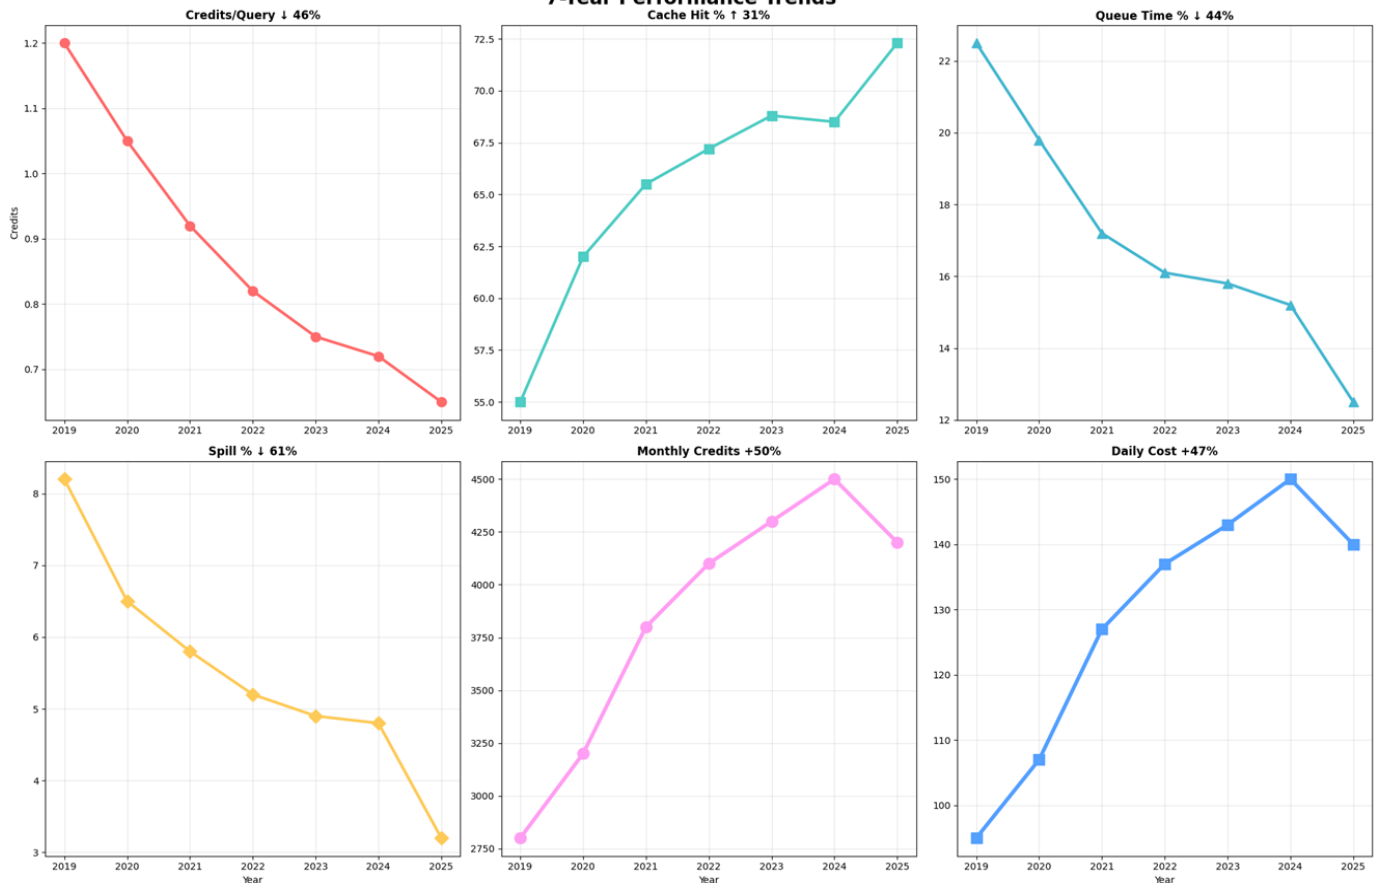 7-Year Performance Trends
Credits/Query ↓ 46%
Credits
1.2
1.1
1.0
0.9
0.8
0.7
2019 2020 2021 2022 2023 2024 2025
Cache Hit % ↑ 31%
72.5
70.0
67.5
65.0
62.5
60.0
57.5
55.0
2019 2020 2021 2022 2023 2024 2025
Queue Time % ↓ 44%
22
20
18
16
14
12
2019 2020 2021 2022 2023 2024 2025
Spill % ↓ 61%
8
7
6
5
4
3
2019 2020 2021 2022 2023 2024 2025
Year
Monthly Credits +50%
4500
4250
4000
3750
3500
3250
3000
2750
2019 2020 2021 2022 2023 2024 2025
Year
Daily Cost +47%
150
140
130
120
110
100
2019 2020 2021 2022 2023 2024 2025
Year